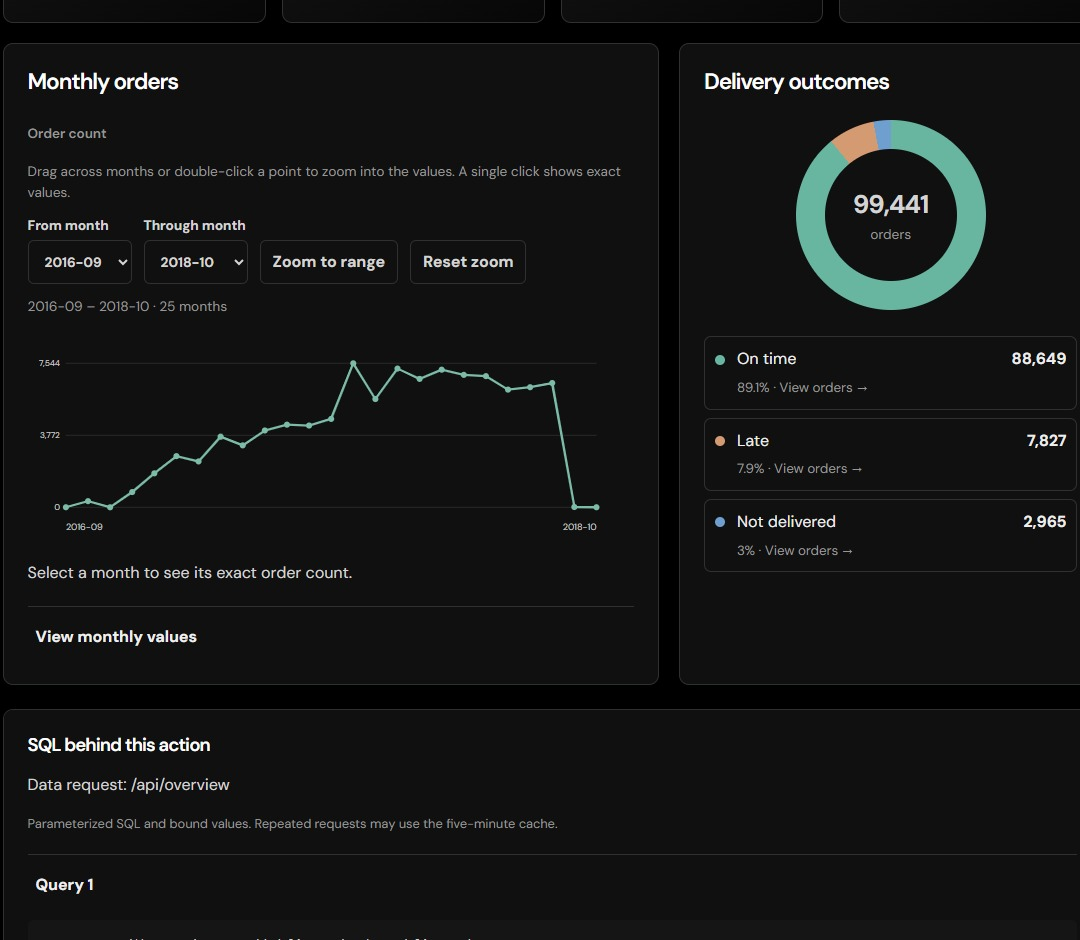 Monthly orders
Order count
Drag across months or double-click a point to zoom into the values. A single click shows exact
values.
From month
Through month
2016-09
2018-10
Zoom to range
Reset zoom
2016-09 – 2018-10 · 25 months
7,544
3,772
0
2016-09
2018-10
Select a month to see its exact order count.
View monthly values
Delivery outcomes
99,441
orders
On time
88,649
89.1% · View orders →
Late
7,827
7.9% · View orders →
Not delivered
2,965
3% · View orders →
SQL behind this action
Data request: /api/overview
Parameterized SQL and bound values. Repeated requests may use the five-minute cache.
Query 1